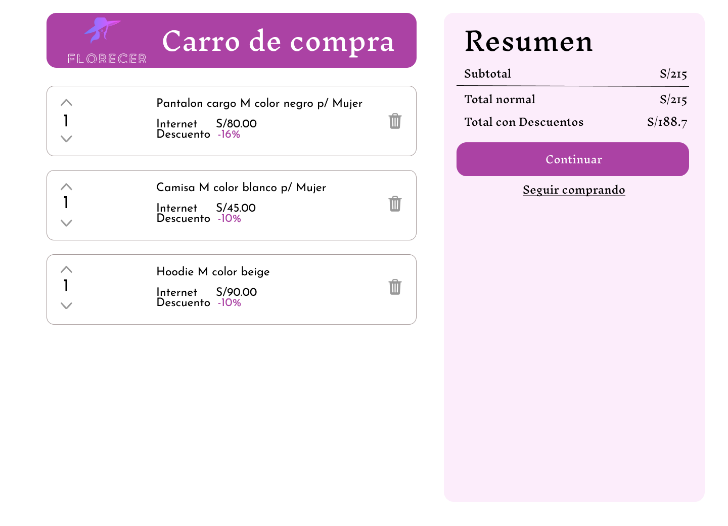 FLORECER
Carro de compra
1
Pantalon cargo M color negro p/ Mujer
Internet S/80.00
Descuento -16%
1
Camisa M color blanco p/ Mujer
Internet S/45.00
Descuento -10%
1
Hoodie M color beige
Internet S/90.00
Descuento -10%
Resumen
Subtotal S/215
Total normal S/215
Total con Descuentos S/188.7
Continuar
Seguir comprando